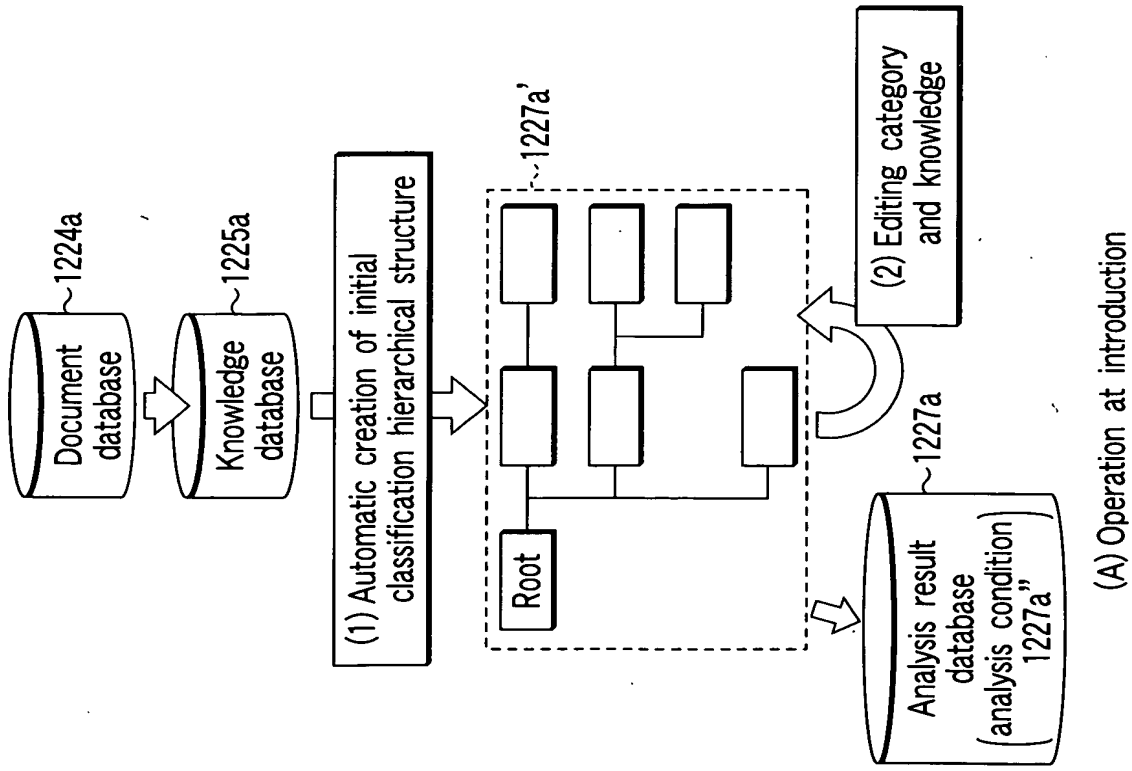 Document
database
1224a
Knowledge
database
1225a
(1) Automatic creation of initial
classification hierarchical structure
1227a'
Root
(2) Editing category
and knowledge
1227a
Analysis result
database
(analysis condition
1227a")
(A) Operation at introduction